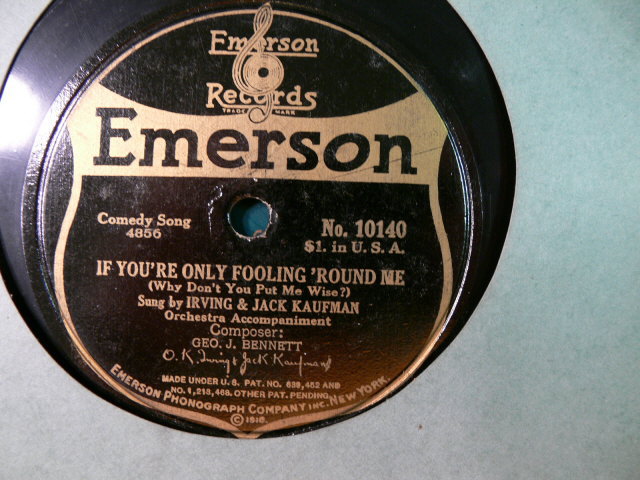 Emerson
Records
TRADE MARK
Emerson
Comedy Song
4856
No. 10140
$1. in U. S. A.
IF YOU'RE ONLY FOOLING 'ROUND ME
(Why Don't You Put Me Wise?)
Sung by IRVING & JACK KAUFMAN
Orchestra Accompaniment
Composer:
GEO. J. BENNETT
O. K. Irving & Jack Kaufman
MADE UNDER U. S. PAT. NO. 639,452 AND
NO. 1,213,468. OTHER PAT. PENDING
EMERSON PHONOGRAPH COMPANY INC. NEW YORK.